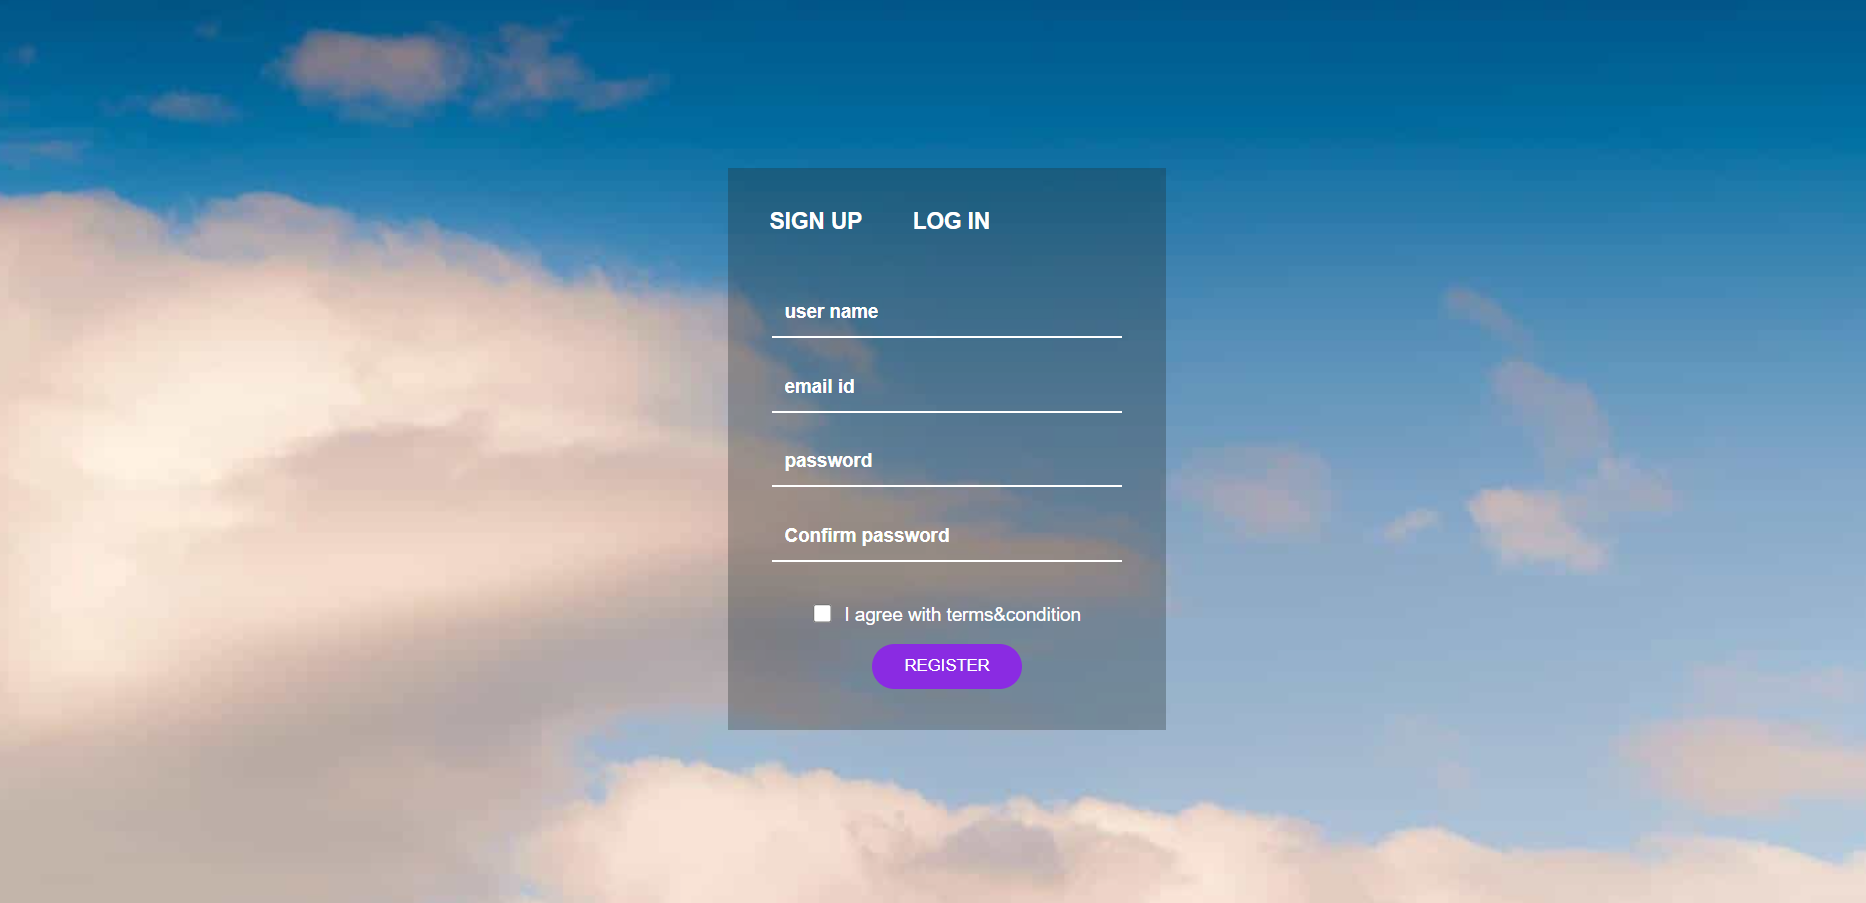 SIGN UP LOG IN
user name
email id
password
Confirm password
I agree with terms&condition
REGISTER